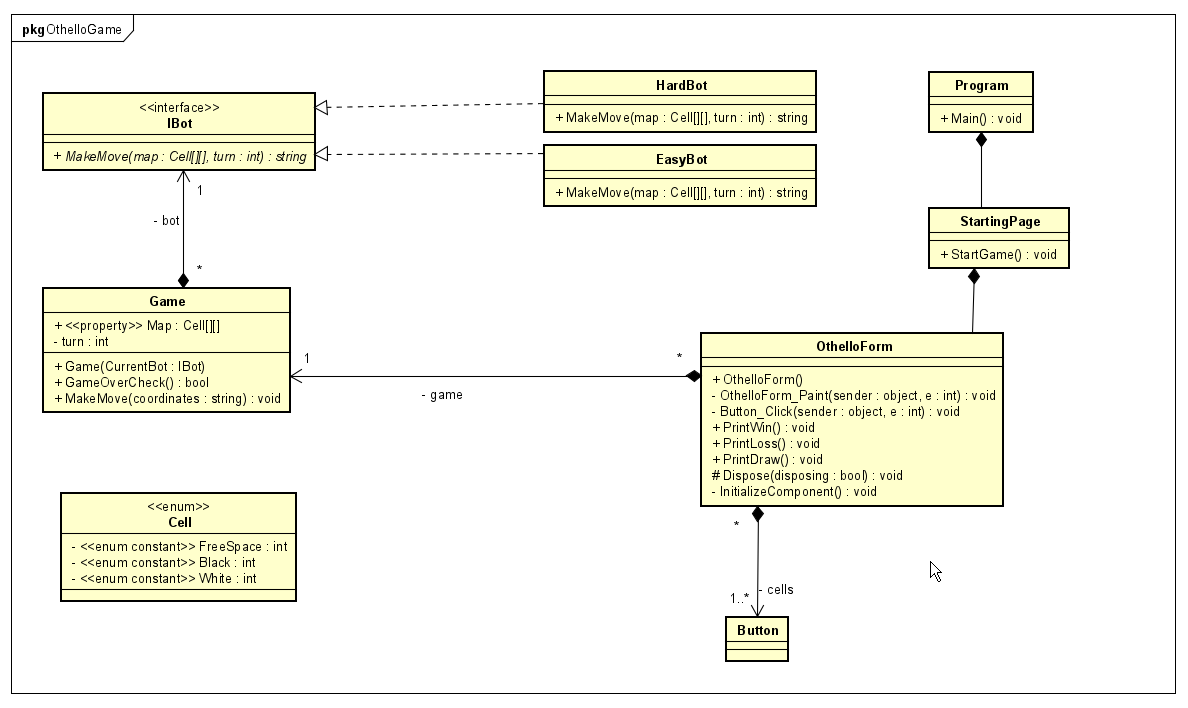 pkg OthelloGame
<<interface>>
IBot
+ MakeMove(map : Cell[][], turn : int) : string
HardBot
+ MakeMove(map : Cell[][], turn : int) : string
EasyBot
+ MakeMove(map : Cell[][], turn : int) : string
Program
+ Main() : void
StartingPage
+ StartGame() : void
1
- bot
*
Game
+ <<property>> Map : Cell[][]
- turn : int
+ Game(CurrentBot : IBot)
+ GameOverCheck() : bool
+ MakeMove(coordinates : string) : void
1
- game
*
OthelloForm
+ OthelloForm()
- OthelloForm_Paint(sender : object, e : int) : void
- Button_Click(sender : object, e : int) : void
+ PrintWin() : void
+ PrintLoss() : void
+ PrintDraw() : void
# Dispose(disposing : bool) : void
- InitializeComponent() : void
<<enum>>
Cell
- <<enum constant>> FreeSpace : int
- <<enum constant>> Black : int
- <<enum constant>> White : int
*
- cells
1..*
Button